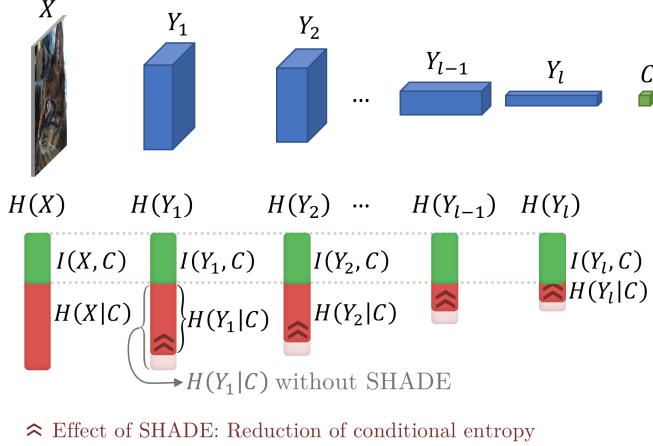 X Y₁ Y₂ ... Yₗ₋₁ Yₗ C
H(X) H(Y₁) H(Y₂) ... H(Yₗ₋₁) H(Yₗ)
I(X, C) I(Y₁, C) I(Y₂, C) I(Yₗ, C)
H(X|C) H(Y₁|C) H(Y₂|C) H(Yₗ|C)
H(Y₁|C) without SHADE
Effect of SHADE: Reduction of conditional entropy